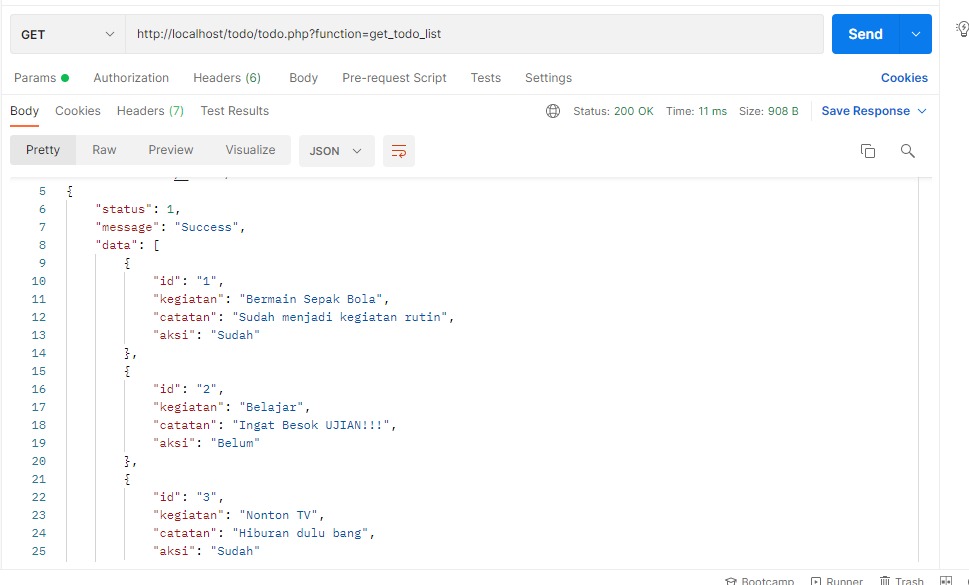 GET http://localhost/todo/todo.php?function=get_todo_list Send
Params Authorization Headers (6) Body Pre-request Script Tests Settings Cookies
Body Cookies Headers (7) Test Results Status: 200 OK Time: 11 ms Size: 908 B Save Response
Pretty Raw Preview Visualize JSON
5 {
6 "status": 1,
7 "message": "Success",
8 "data": [
9 {
10 "id": "1",
11 "kegiatan": "Bermain Sepak Bola",
12 "catatan": "Sudah menjadi kegiatan rutin",
13 "aksi": "Sudah"
14 },
15 {
16 "id": "2",
17 "kegiatan": "Belajar",
18 "catatan": "Ingat Besok UJIAN!!!",
19 "aksi": "Belum"
20 },
21 {
22 "id": "3",
23 "kegiatan": "Nonton TV",
24 "catatan": "Hiburan dulu bang",
25 "aksi": "Sudah"
Bootcamp Runner Trash